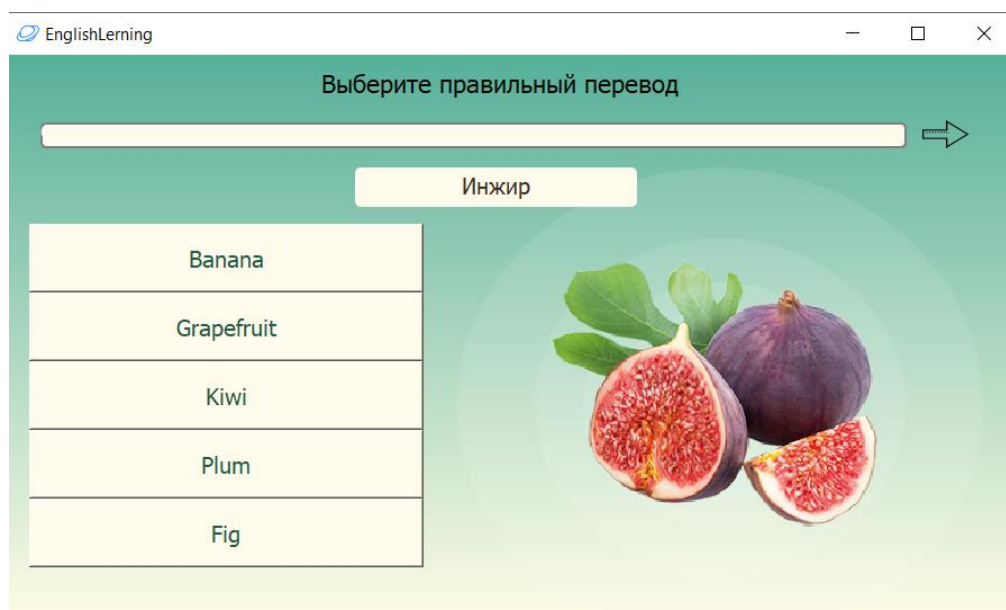 EnglishLerning
Выберите правильный перевод
Инжир
Banana
Grapefruit
Kiwi
Plum
Fig